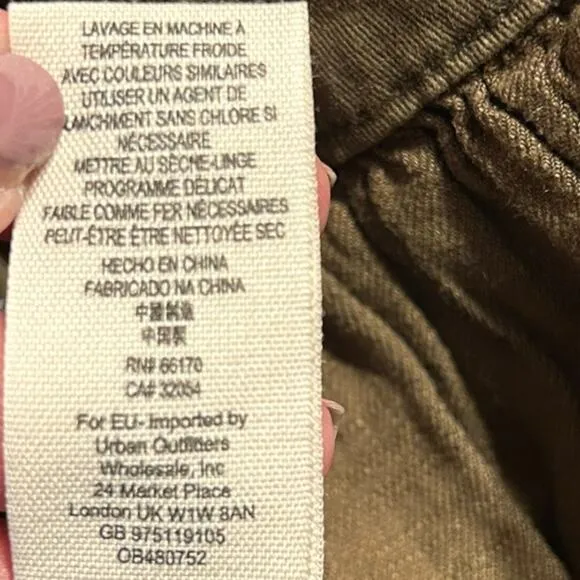 LAVAGE EN MACHINE À
TEMPÉRATURE FROIDE
AVEC COULEURS SIMILAIRES
UTILISER UN AGENT DE
LANCHIMENT SANS CHLORE SI
NÉCESSAIRE
METTRE AU SÈCHE-LINGE
PROGRAMME DÉLICAT
FAIBLE COMME FER NÉCESSAIRES
PEUT-ÊTRE ÊTRE NETTOYÉE SEC
HECHO EN CHINA
FABRICADO NA CHINA
中國製造
中国製
RN# 66170
CA# 32054
For EU- Imported by
Urban Outfitters
Wholesale, Inc
24 Market Place
London UK W1W 8AN
GB 975119105
OB480752